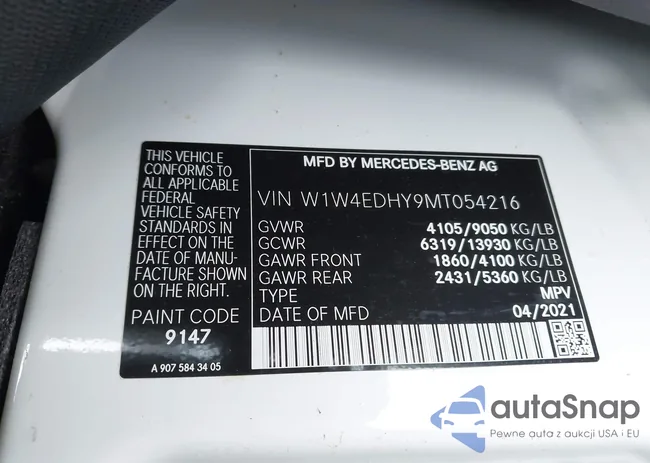 THIS VEHICLE
CONFORMS TO ALL
APPLICABLE
FEDERAL
VEHICLE SAFETY
STANDARDS IN
EFFECT ON THE
DATE OF MANU-
FACTURE SHOWN
ON THE RIGHT.
PAINT CODE
9147
A 907 584 34 05
MFD BY MERCEDES-BENZ AG
VIN W1W4EDHY9MT054216
GVWR 4105/9050 KG/LB
GCWR 6319/13930 KG/LB
GAWR FRONT 1860/4100 KG/LB
GAWR REAR 2431/5360 KG/LB
TYPE MPV
DATE OF MFD 04/2021
autaSnap
Pewne auta z aukcji USA i EU